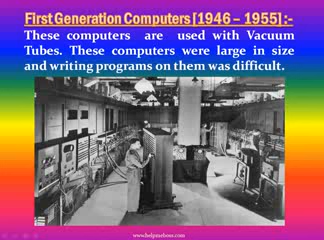 First Generation Computers [1946 – 1955] :-
These computers are used with Vacuum
Tubes. These computers were large in size
and writing programs on them was difficult.
www.helpmeboss.com